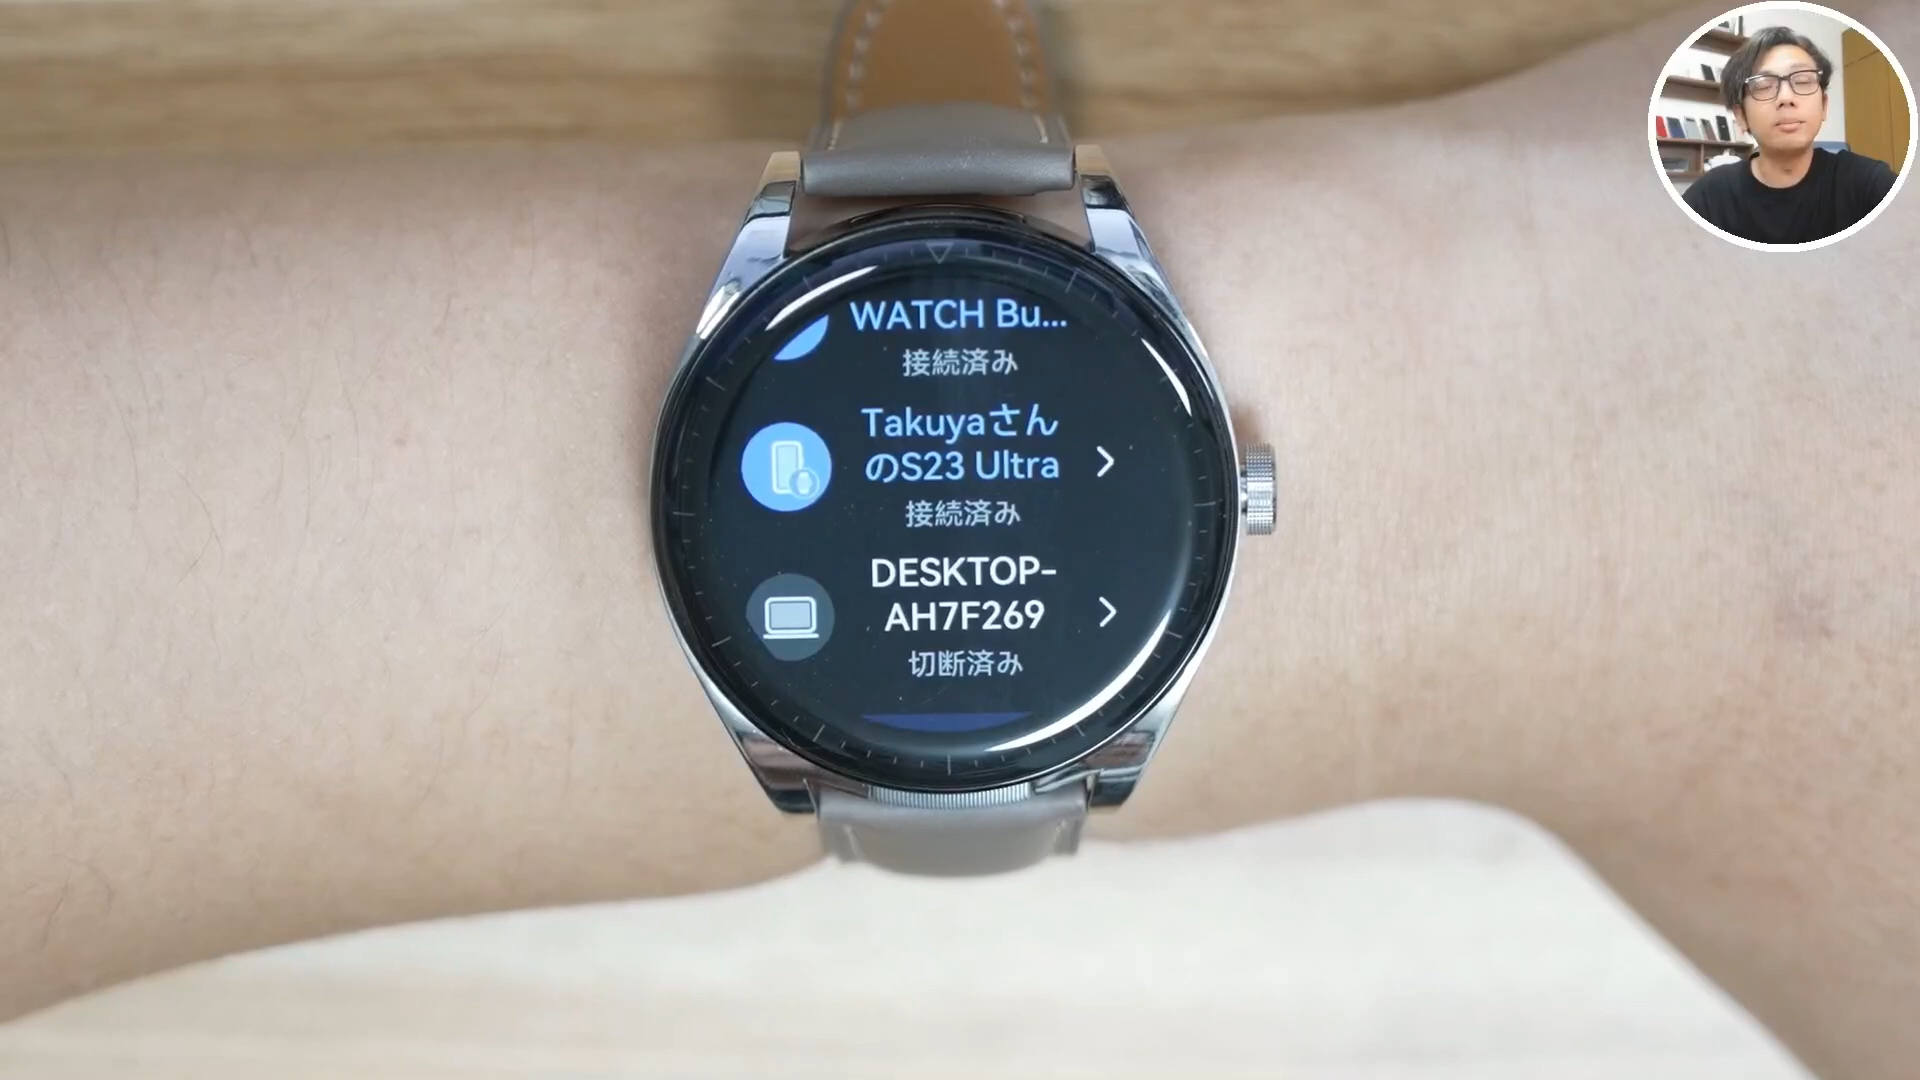 WATCH Bu...
接続済み
Takuyaさん
のS23 Ultra
接続済み
DESKTOP-
AH7F269
切断済み